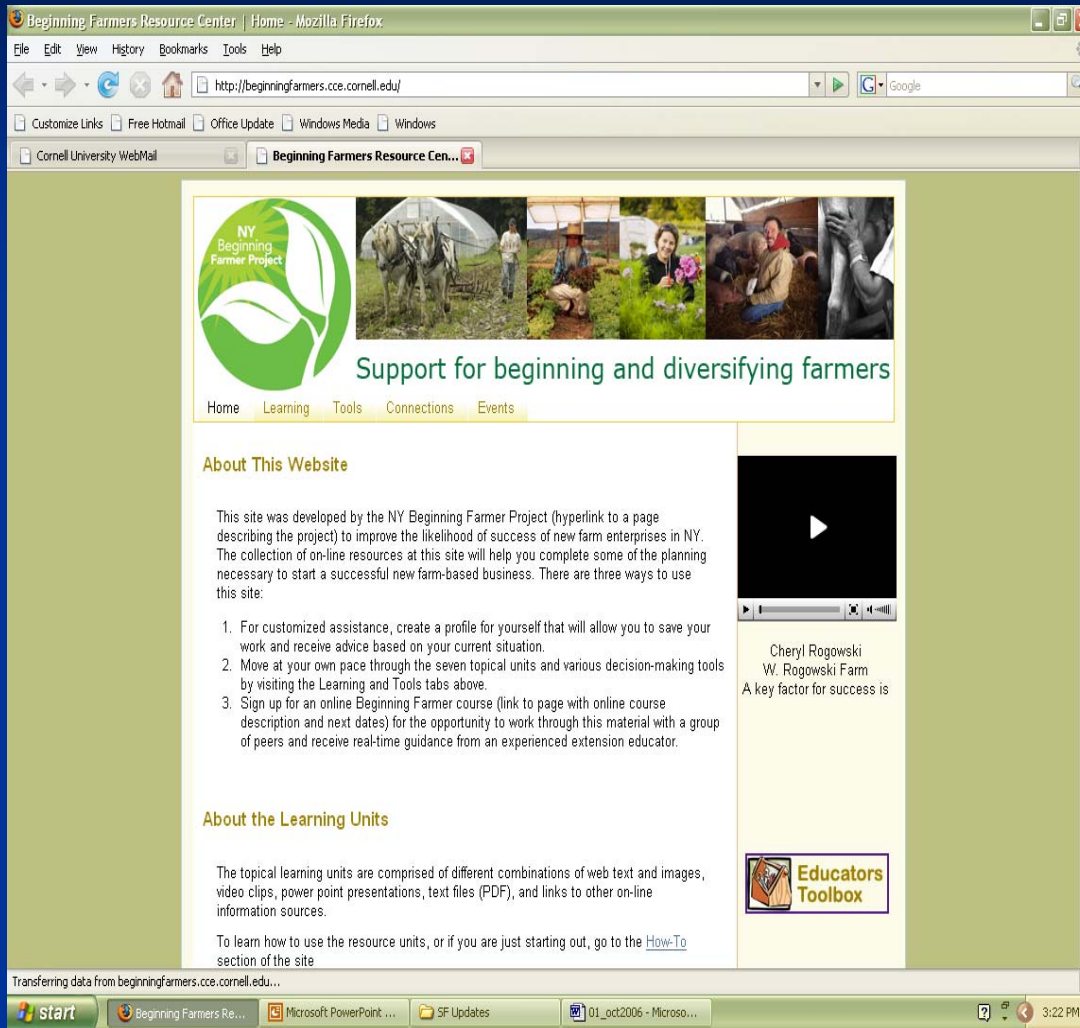 Beginning Farmers Resource Center | Home - Mozilla Firefox
File Edit View History Bookmarks Tools Help
http://beginningfarmers.cce.cornell.edu/
G Google
Customize Links Free Hotmail Office Update Windows Media Windows
Cornell University WebMail Beginning Farmers Resource Cen...
NY
Beginning
Farmer Project
Support for beginning and diversifying farmers
Home Learning Tools Connections Events
About This Website
This site was developed by the NY Beginning Farmer Project (hyperlink to a page
describing the project) to improve the likelihood of success of new farm enterprises in NY.
The collection of on-line resources at this site will help you complete some of the planning
necessary to start a successful new farm-based business. There are three ways to use
this site:
1. For customized assistance, create a profile for yourself that will allow you to save your
work and receive advice based on your current situation.
2. Move at your own pace through the seven topical units and various decision-making tools
by visiting the Learning and Tools tabs above.
3. Sign up for an online Beginning Farmer course (link to page with online course
description and next dates) for the opportunity to work through this material with a group
of peers and receive real-time guidance from an experienced extension educator.
Cheryl Rogowski
W. Rogowski Farm
A key factor for success is
About the Learning Units
The topical learning units are comprised of different combinations of web text and images,
video clips, power point presentations, text files (PDF), and links to other on-line
information sources.
To learn how to use the resource units, or if you are just starting out, go to the How-To
section of the site
Educators
Toolbox
Transferring data from beginningfarmers.cce.cornell.edu...
start Beginning Farmers Re... Microsoft PowerPoint ... SF Updates 01_oct2006 - Microso... 3:22 PM